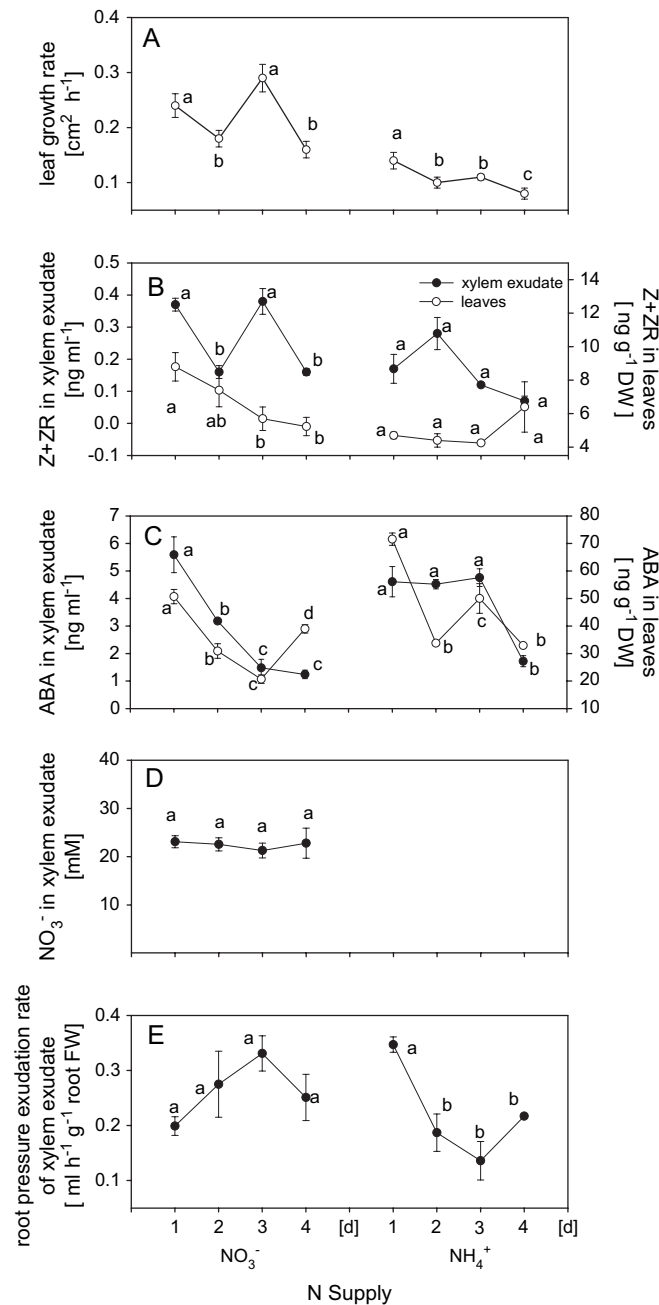 A
leaf growth rate
[cm² h⁻¹]
0.4
0.3
0.2
0.1
a
b
a
b
a
b
b
c
B
Z+ZR in xylem exudate
[ng ml⁻¹]
0.5
0.4
0.3
0.2
0.1
0.0
-0.1
xylem exudate
leaves
a
b
a
b
a
ab
b
b
a
a
a
a
a
a
a
a
14
12
10
8
6
4
Z+ZR in leaves
[ ng g⁻¹ DW ]
C
ABA in xylem exudate
[ng ml⁻¹]
7
6
5
4
3
2
1
0
a
b
c
c
a
b
c
d
a
a
a
b
a
b
c
b
80
70
60
50
40
30
20
10
ABA in leaves
[ ng g⁻¹ DW]
D
NO₃⁻ in xylem exudate
[mM]
40
30
20
10
a
a
a
a
E
root pressure exudation rate
of xylem exudate
[ ml h⁻¹ g⁻¹ root FW]
0.4
0.3
0.2
0.1
a
a
a
a
a
b
b
b
1 2 3 4 [d] 1 2 3 4 [d]
NO₃⁻ NH₄⁺
N Supply